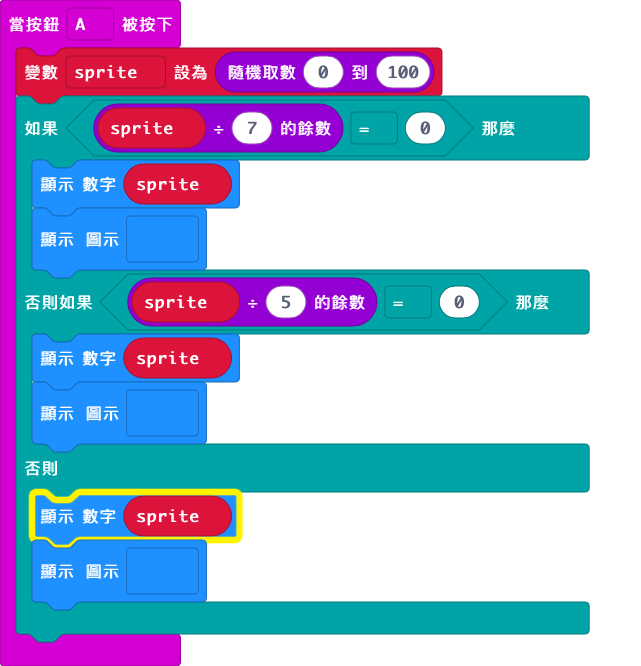 當按鈕 A 被按下
變數 sprite 設為 隨機取數 0 到 100
如果 sprite ÷ 7 的餘數 = 0 那麼
顯示 數字 sprite
顯示 圖示
否則如果 sprite ÷ 5 的餘數 = 0 那麼
顯示 數字 sprite
顯示 圖示
否則
顯示 數字 sprite
顯示 圖示